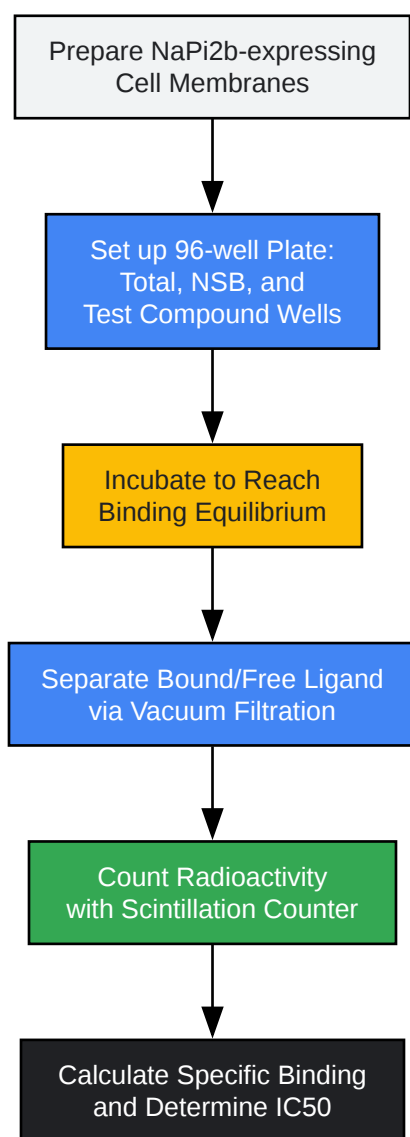 Prepare NaPi2b-expressing
Cell Membranes
Set up 96-well Plate:
Total, NSB, and
Test Compound Wells
Incubate to Reach
Binding Equilibrium
Separate Bound/Free Ligand
via Vacuum Filtration
Count Radioactivity
with Scintillation Counter
Calculate Specific Binding
and Determine IC50